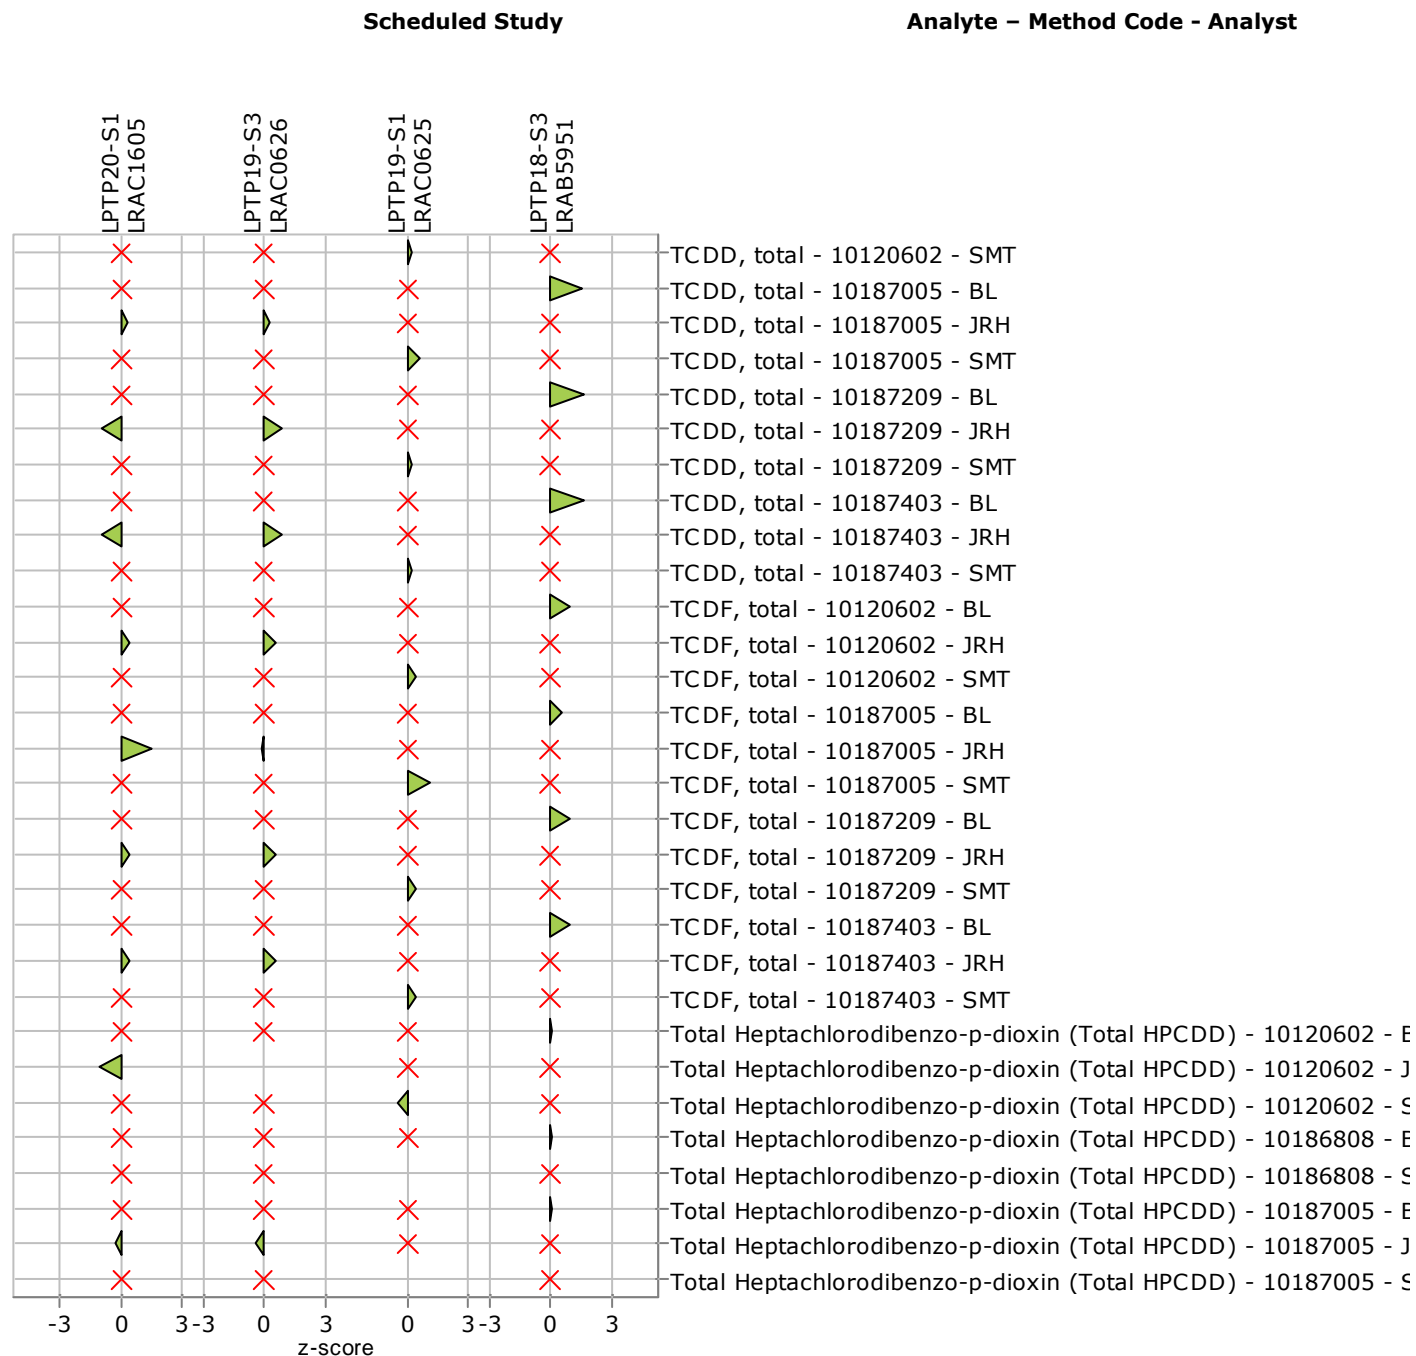 Scheduled Study
Analyte – Method Code - Analyst
LPTP20-S1
LRAC1605
LPTP19-S3
LRAC0626
LPTP19-S1
LRAC0625
LPTP18-S3
LRAB5951
TCDD, total - 10120602 - SMT
TCDD, total - 10187005 - BL
TCDD, total - 10187005 - JRH
TCDD, total - 10187005 - SMT
TCDD, total - 10187209 - BL
TCDD, total - 10187209 - JRH
TCDD, total - 10187209 - SMT
TCDD, total - 10187403 - BL
TCDD, total - 10187403 - JRH
TCDD, total - 10187403 - SMT
TCDF, total - 10120602 - BL
TCDF, total - 10120602 - JRH
TCDF, total - 10120602 - SMT
TCDF, total - 10187005 - BL
TCDF, total - 10187005 - JRH
TCDF, total - 10187005 - SMT
TCDF, total - 10187209 - BL
TCDF, total - 10187209 - JRH
TCDF, total - 10187209 - SMT
TCDF, total - 10187403 - BL
TCDF, total - 10187403 - JRH
TCDF, total - 10187403 - SMT
Total Heptachlorodibenzo-p-dioxin (Total HPCDD) - 10120602 -
Total Heptachlorodibenzo-p-dioxin (Total HPCDD) - 10120602 - J
Total Heptachlorodibenzo-p-dioxin (Total HPCDD) - 10120602 -
Total Heptachlorodibenzo-p-dioxin (Total HPCDD) - 10186808 -
Total Heptachlorodibenzo-p-dioxin (Total HPCDD) - 10186808 -
Total Heptachlorodibenzo-p-dioxin (Total HPCDD) - 10187005 -
Total Heptachlorodibenzo-p-dioxin (Total HPCDD) - 10187005 - J
Total Heptachlorodibenzo-p-dioxin (Total HPCDD) - 10187005 -
-3 0 3 -3 0 3 0 3 -3 0 3
z-score